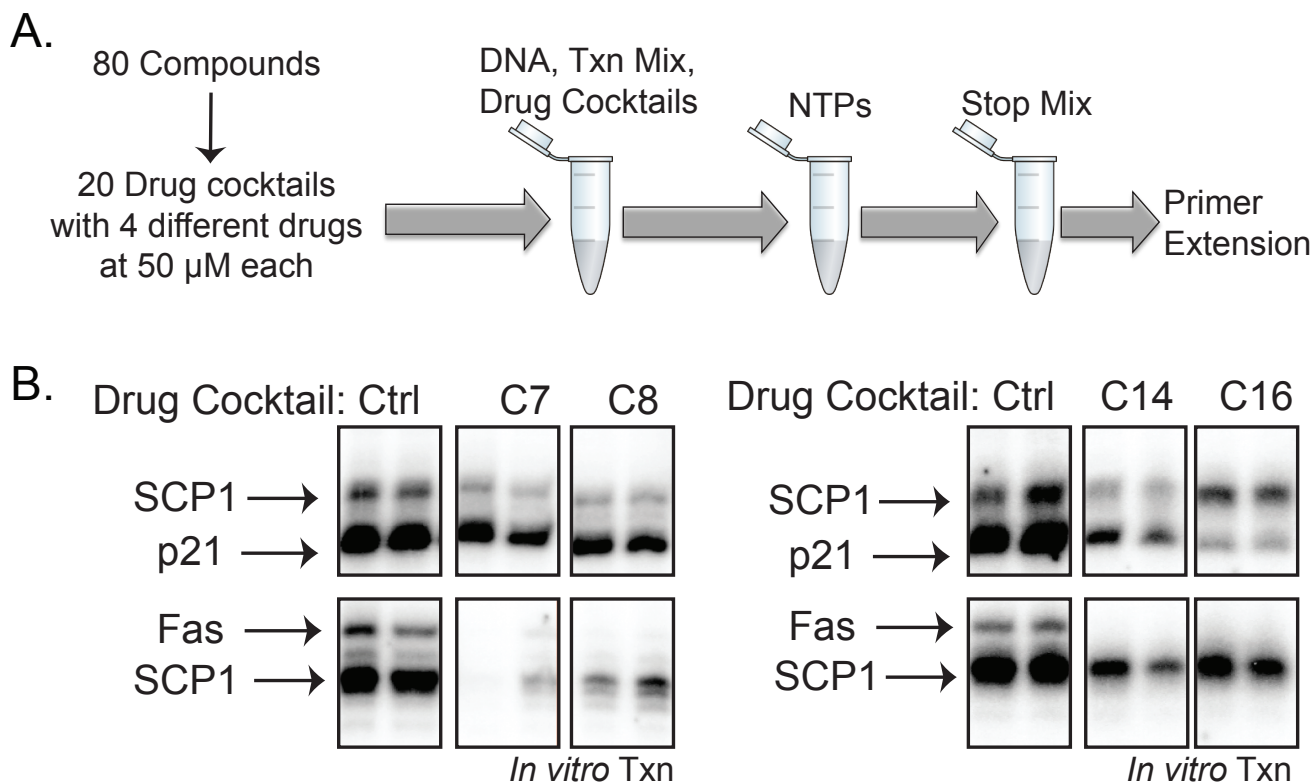 A.
80 Compounds
20 Drug cocktails
with 4 different drugs
at 50 µM each
DNA, Txn Mix,
Drug Cocktails
NTPs
Stop Mix
Primer
Extension
B.
Drug Cocktail: Ctrl C7 C8
SCP1
p21
Fas
SCP1
In vitro Txn
Drug Cocktail: Ctrl C14 C16
SCP1
p21
Fas
SCP1
In vitro Txn